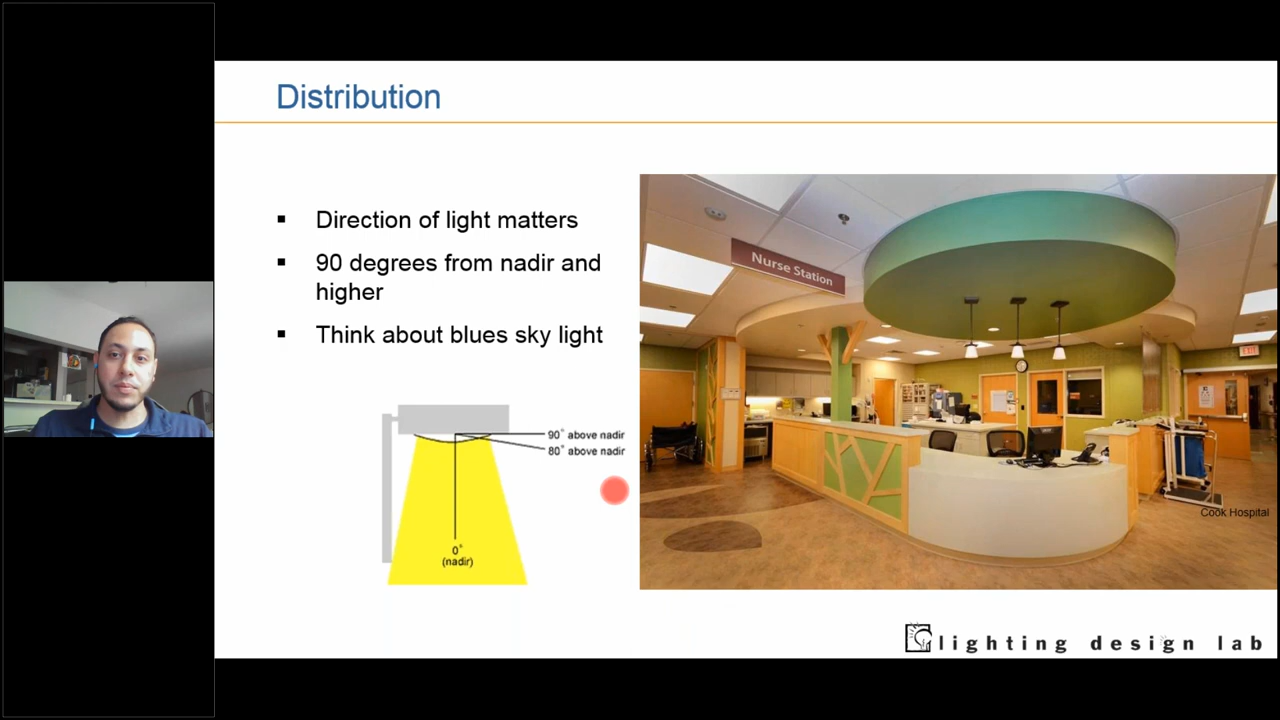 Distribution
Direction of light matters
90 degrees from nadir and
higher
Think about blues sky light
90° above nadir
80° above nadir
0°
(nadir)
Nurse Station
Cook Hospital
lighting design lab